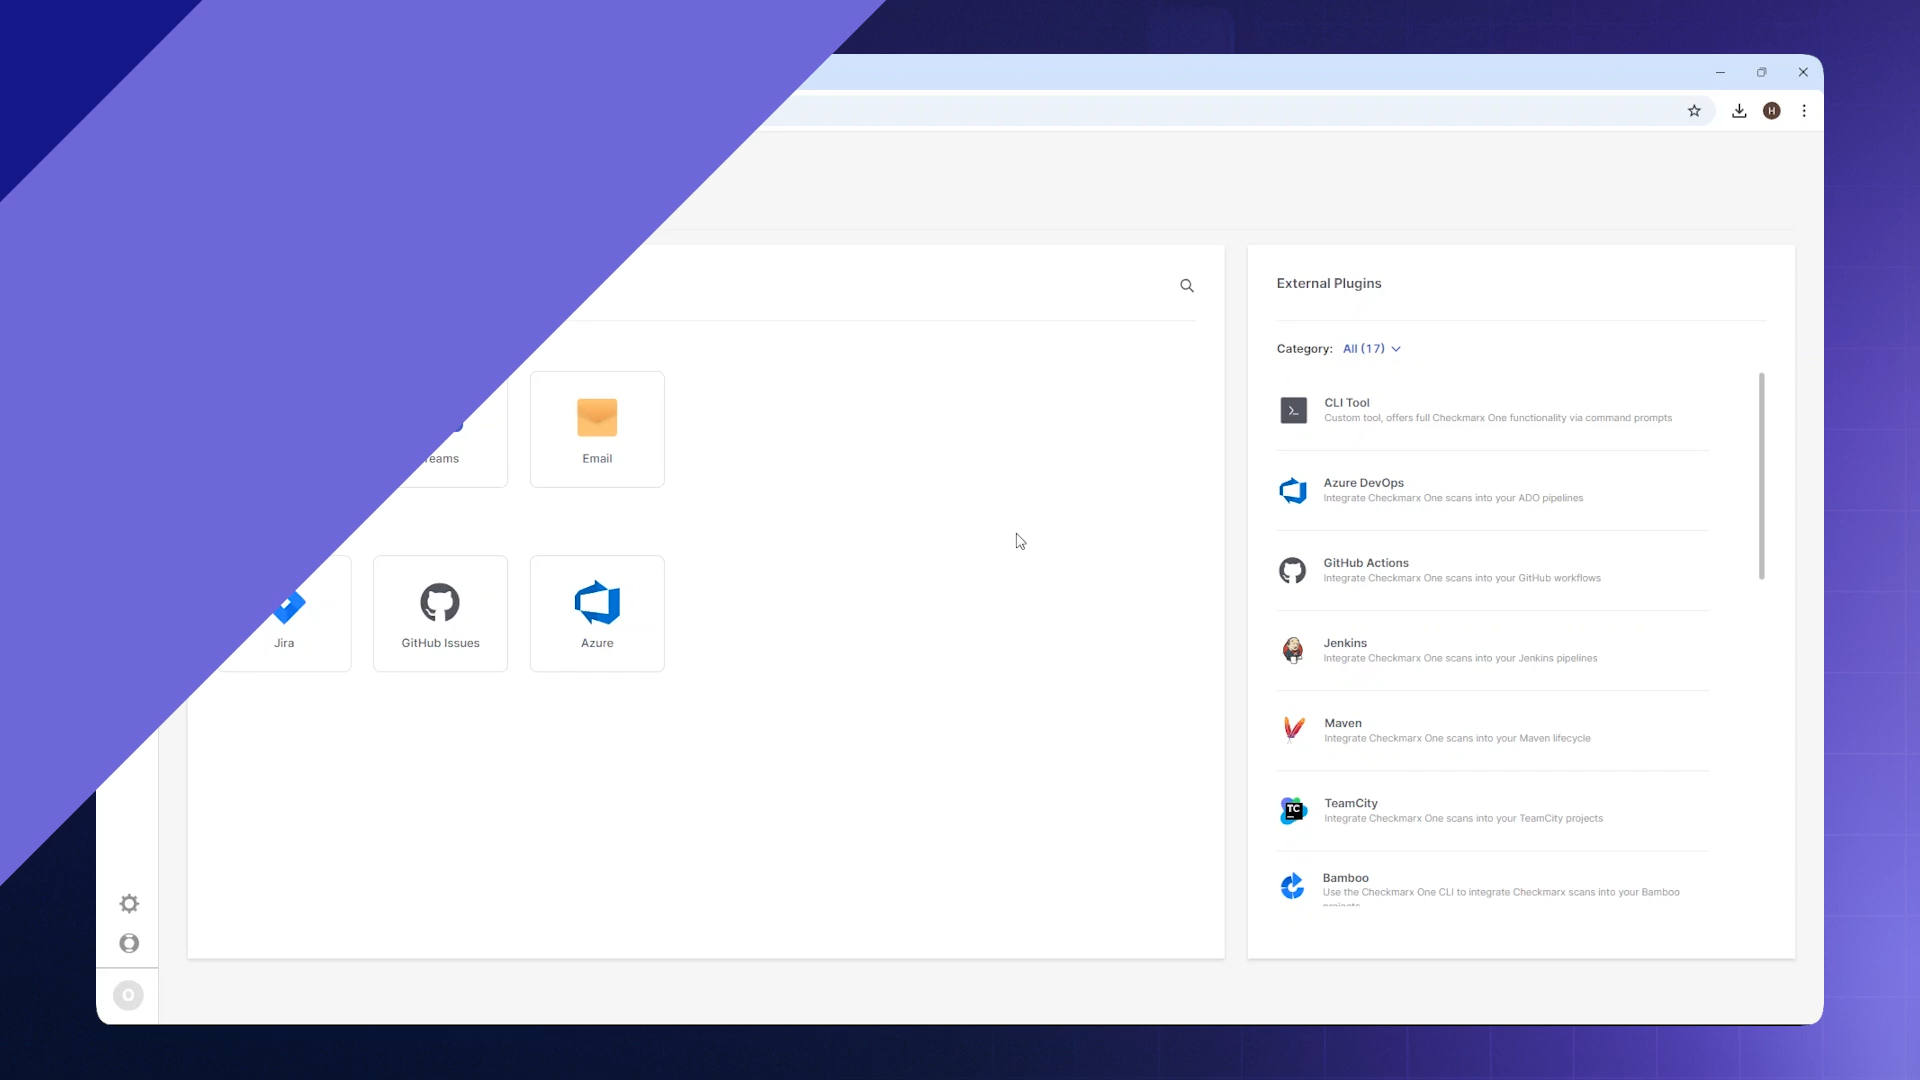 H
External Plugins
Category: All (17)
CLI Tool
Custom tool, offers full Checkmarx One functionality via command prompts
Email
Azure DevOps
Integrate Checkmarx One scans into your ADO pipelines
GitHub Actions
Integrate Checkmarx One scans into your GitHub workflows
Jira
GitHub Issues
Azure
Jenkins
Integrate Checkmarx One scans into your Jenkins pipelines
Maven
Integrate Checkmarx One scans into your Maven lifecycle
TC
TeamCity
Integrate Checkmarx One scans into your TeamCity projects
Bamboo
Use the Checkmarx One CLI to integrate Checkmarx scans into your Bamboo
O